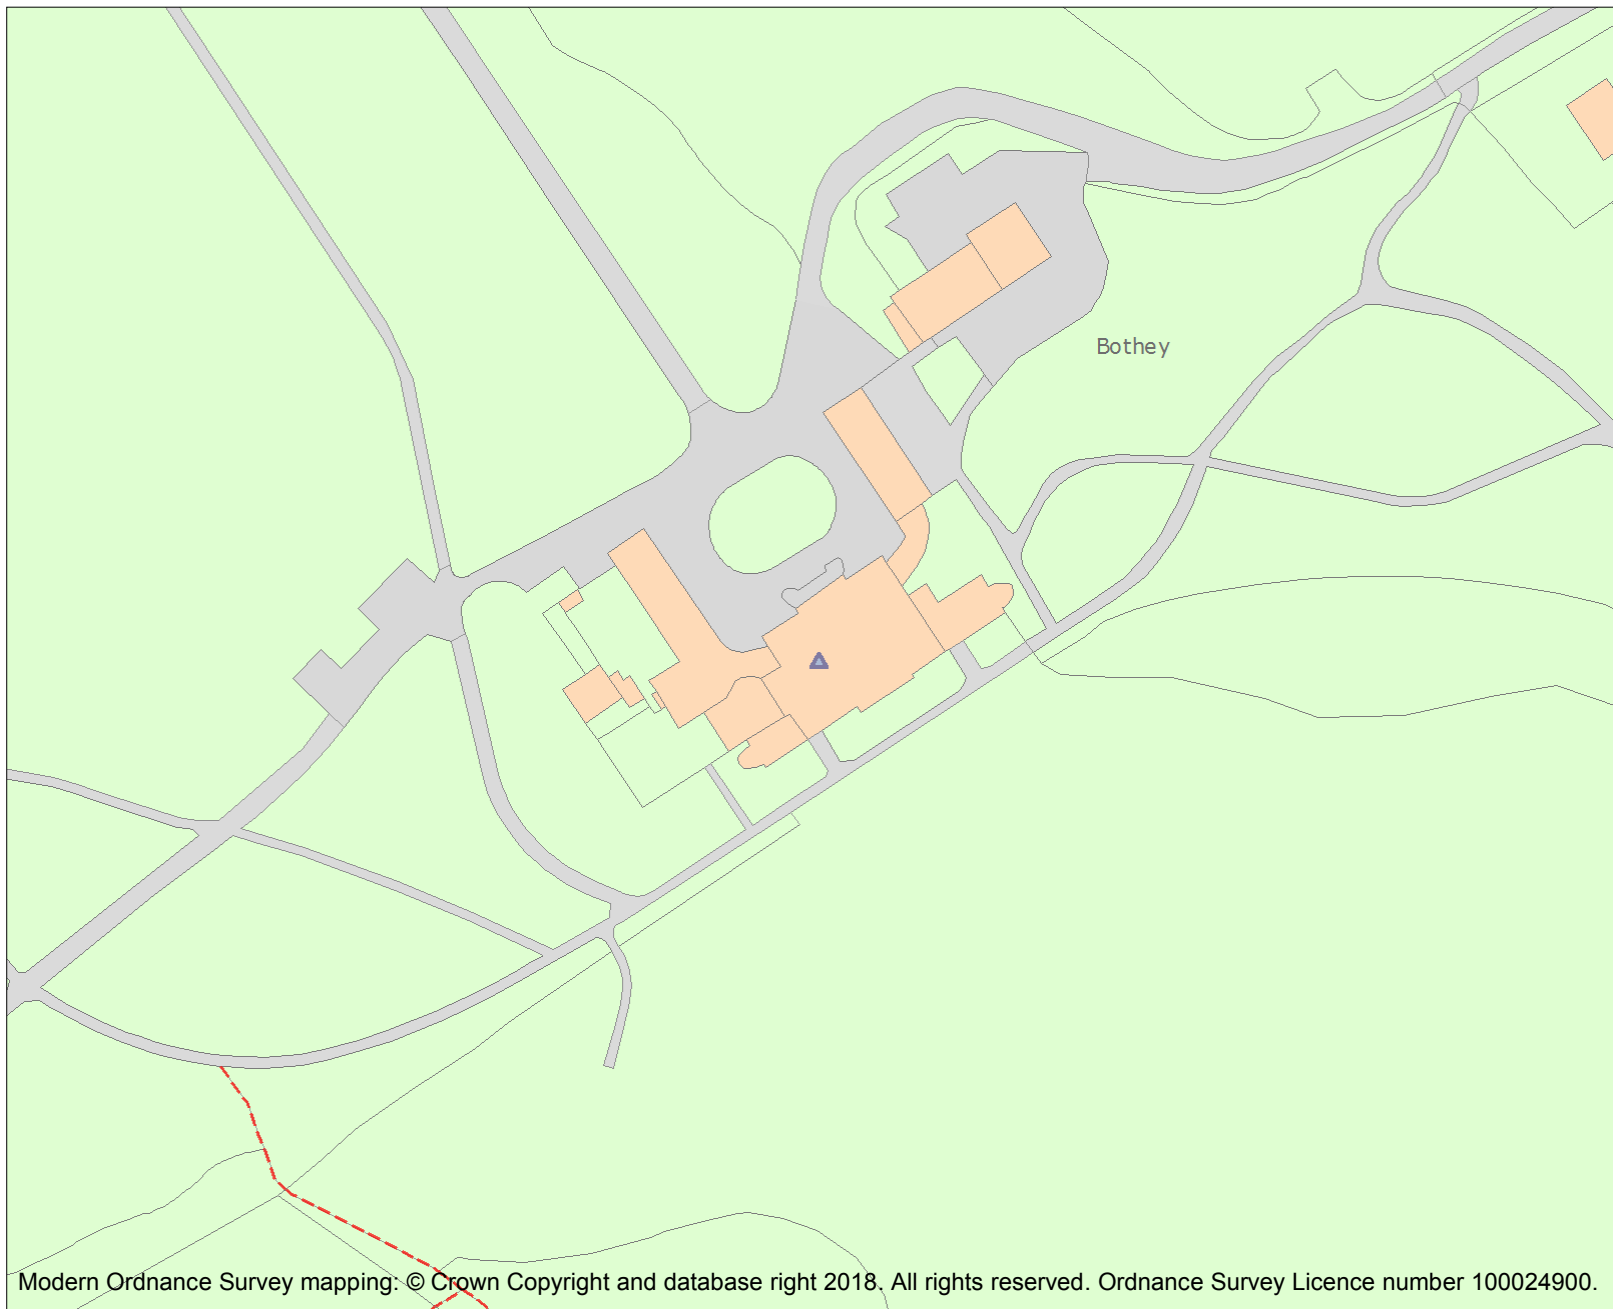 Bothey
Modern Ordnance Survey mapping: © Crown Copyright and database right 2018. All rights reserved. Ordnance Survey Licence number 100024900.